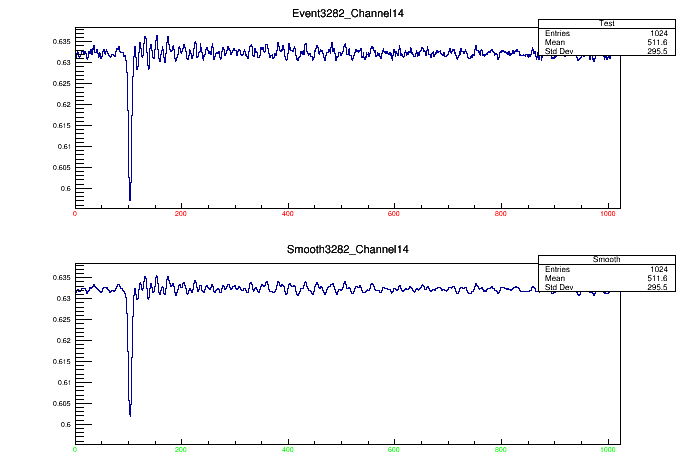 Event3282_Channel14
Test
Entries 1024
Mean 511.6
Std Dev 295.5
0.635
0.63
0.625
0.62
0.615
0.61
0.605
0.6
0 200 400 600 800 1000
Smooth3282_Channel14
Smooth
Entries 1024
Mean 511.6
Std Dev 295.5
0.635
0.63
0.625
0.62
0.615
0.61
0.605
0.6
0 200 400 600 800 1000